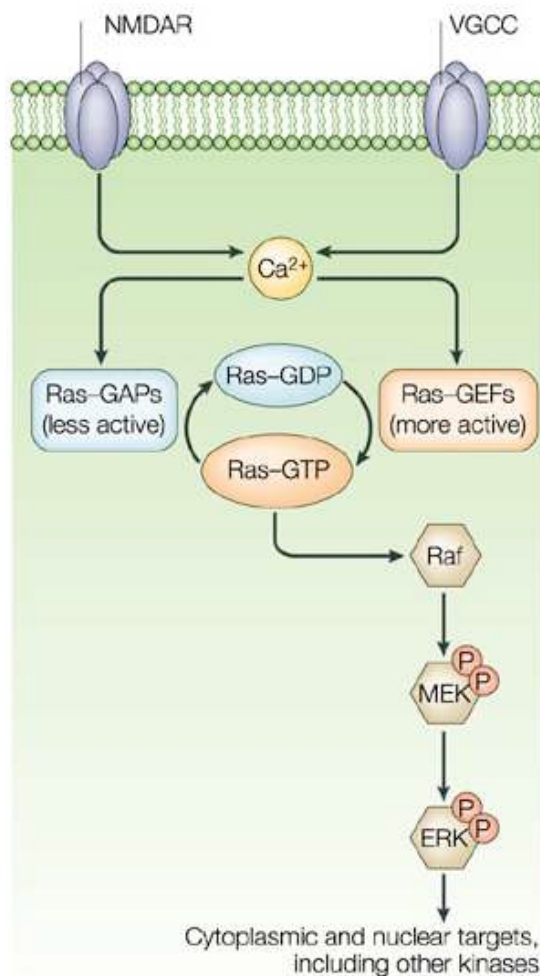 NMDAR
VGCC
Ca²⁺
Ras–GAPs
(less active)
Ras–GDP
Ras–GEFs
(more active)
Ras–GTP
Raf
P
P
MEK
P
P
ERK
Cytoplasmic and nuclear targets,
including other kinases